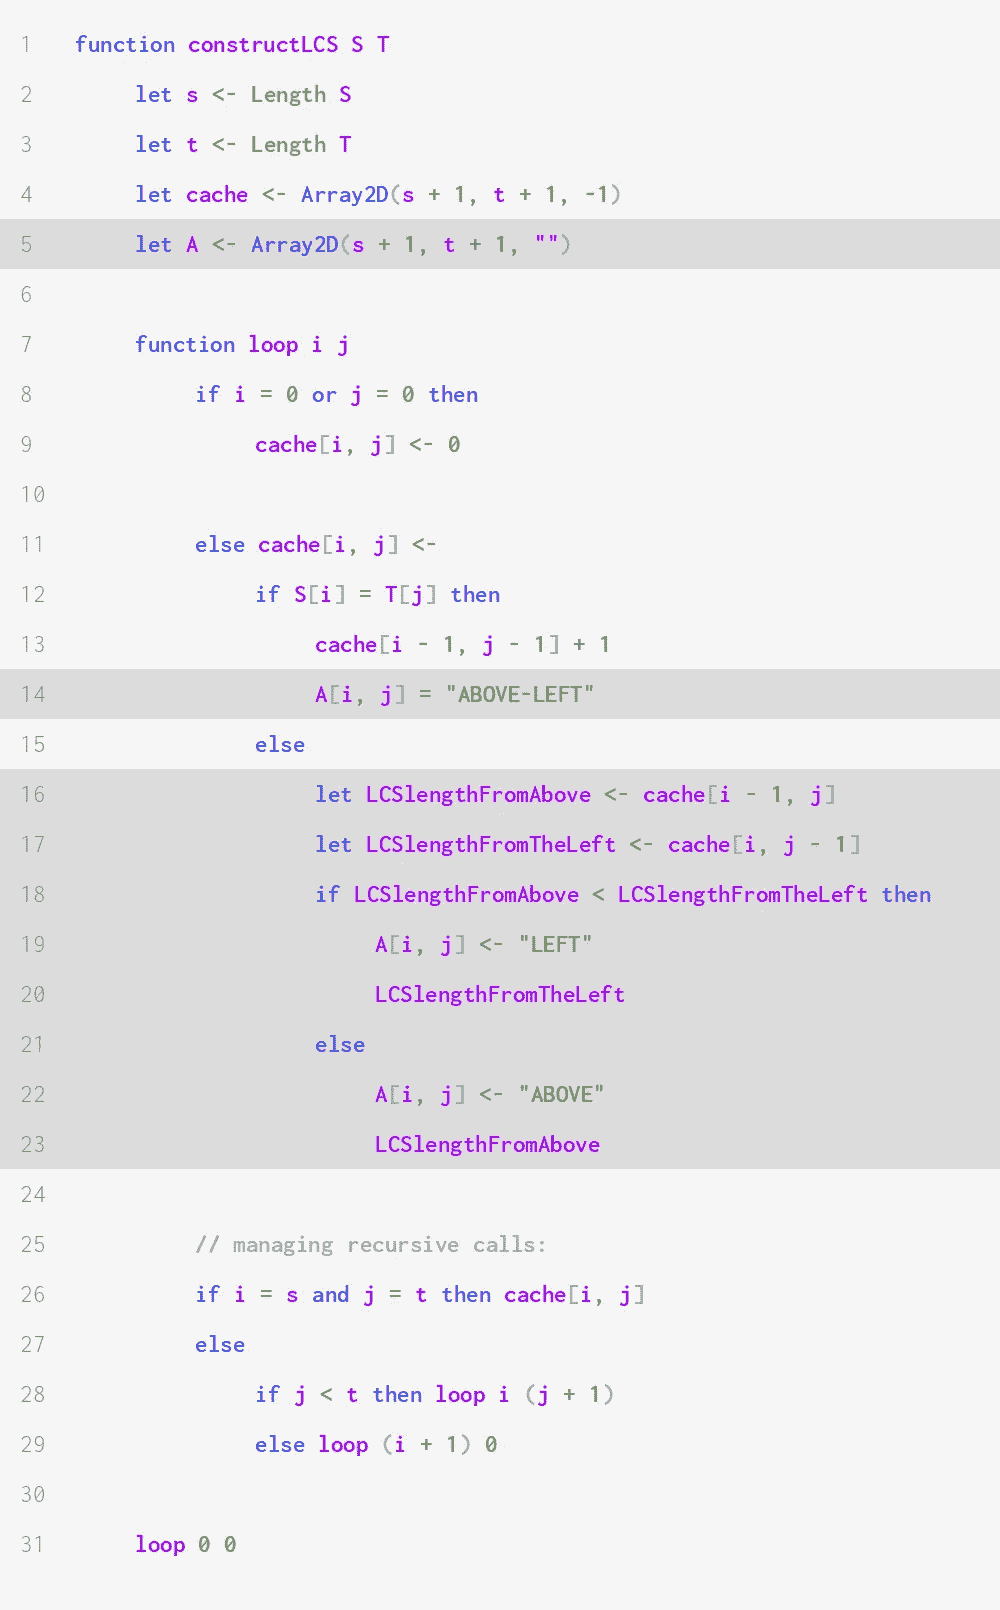 1 function constructLCS S T
2 let s <- Length S
3 let t <- Length T
4 let cache <- Array2D(s + 1, t + 1, -1)
5 let A <- Array2D(s + 1, t + 1, "")
6
7 function loop i j
8 if i = 0 or j = 0 then
9 cache[i, j] <- 0
10
11 else cache[i, j] <-
12 if S[i] = T[j] then
13 cache[i - 1, j - 1] + 1
14 A[i, j] = "ABOVE-LEFT"
15 else
16 let LCSlengthFromAbove <- cache[i - 1, j]
17 let LCSlengthFromTheLeft <- cache[i, j - 1]
18 if LCSlengthFromAbove < LCSlengthFromTheLeft then
19 A[i, j] <- "LEFT"
20 LCSlengthFromTheLeft
21 else
22 A[i, j] <- "ABOVE"
23 LCSlengthFromAbove
24
25 // managing recursive calls:
26 if i = s and j = t then cache[i, j]
27 else
28 if j < t then loop i (j + 1)
29 else loop (i + 1) 0
30
31 loop 0 0